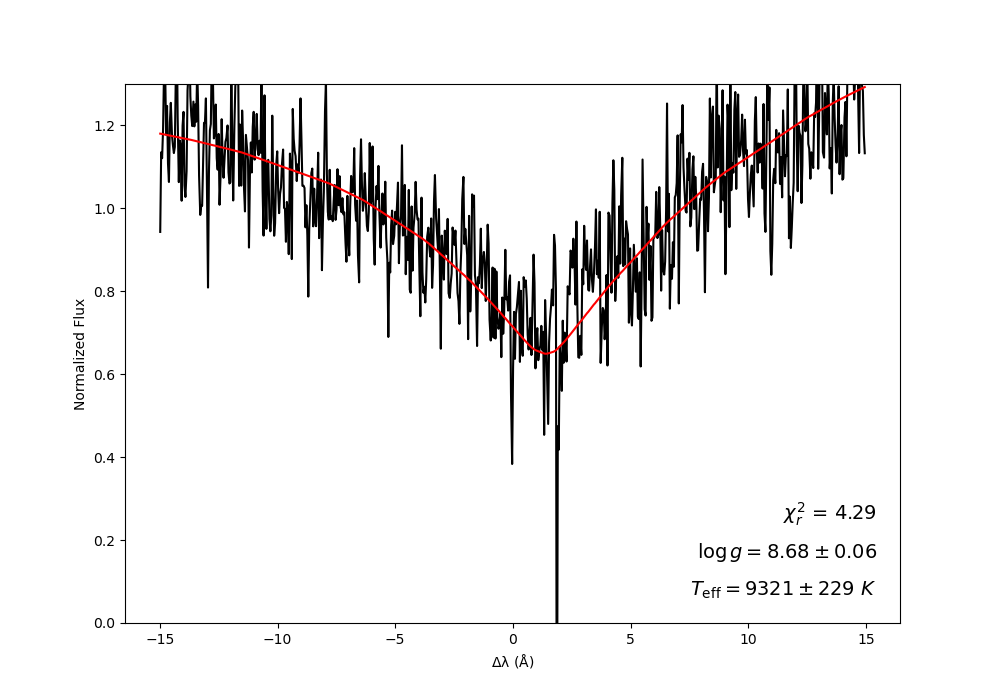 1.2
1.0
0.8
0.6
0.4
0.2
0.0
Normalized Flux
χ²ᵣ = 4.29
log g = 8.68 ± 0.06
T_eff = 9321 ± 229 K
−15 −10 −5 0 5 10 15
Δλ (Å)